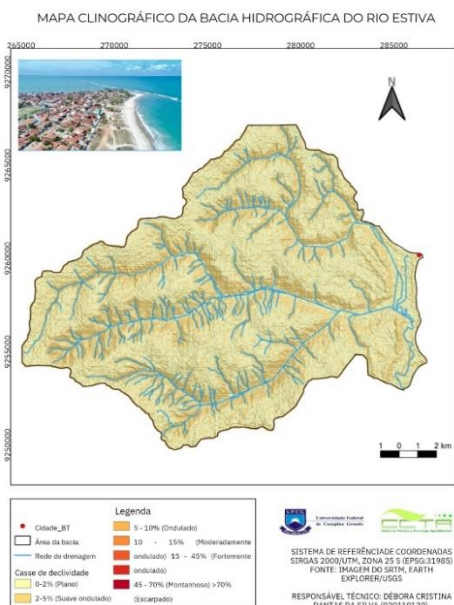 MAPA CLINOGRÁFICO DA BACIA HIDROGRÁFICA DO RIO ESTIVA
265000 270000 275000 280000 285000
9270000
9265000
9260000
9255000
9250000
N
1 0 1 2 km
Legenda
Cidade_BT
Área da bacia
Rede de drenagem
Casse de declividade
0-2% (Plano)
2-5% (Suave ondulado)
5 - 10% (Ondulado)
10 - 15% (Moderadamente
ondulado) 15 - 45% (Fortemente
ondulado)
45 - 70% (Montanhoso) >70%
(Escarpado)
UFCG
Universidade Federal
de Campina Grande
CCTA
SISTEMA DE REFERÊNCIADE COORDENADAS
SIRGAS 2000/UTM, ZONA 25 S (EPSG:31985)
FONTE: IMAGEM DO SRTM, EARTH
EXPLORER/USGS
RESPONSÁVEL TÉCNICO: DÉBORA CRISTINA
DANTAS DA SILVA